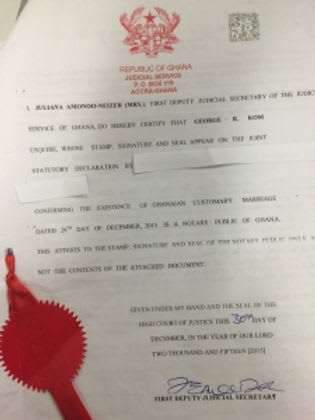 REPUBLIC OF GHANA
JUDICIAL SERVICE
P. O. BOX 119
ACCRA-GHANA
I, JULIANA AMONOO-NEIZER (MRS.), FIRST DEPUTY JUDICIAL SECRETARY OF THE JUDIC
SERVICE OF GHANA, DO HEREBY CERTIFY THAT GEORGE B. KOM
ESQUIRE, WHOSE STAMP, SIGNATURE AND SEAL APPEAR ON THE JOINT
STATUTORY DECLARATION BY
CONFIRMING THE EXISTENCE OF GHANAIAN CUSTOMARY MARRIAGE
DATED 29TH DAY OF DECEMBER, 2015 IS A NOTARY PUBLIC OF GHANA.
THIS ATTESTS TO THE STAMP, SIGNATURE AND SEAL OF THE NOTARY PUBLIC ONLY
NOT THE CONTENTS OF THE ATTACHED DOCUMENT.
GIVEN UNDER MY HAND AND THE SEAL OF THE
HIGH COURT OF JUSTICE THIS 30TH DAY OF
DECEMBER, IN THE YEAR OF OUR LORD
TWO THOUSAND AND FIFTEEN [2015]
FIRST DEPUTY JUDICIAL SECRETARY